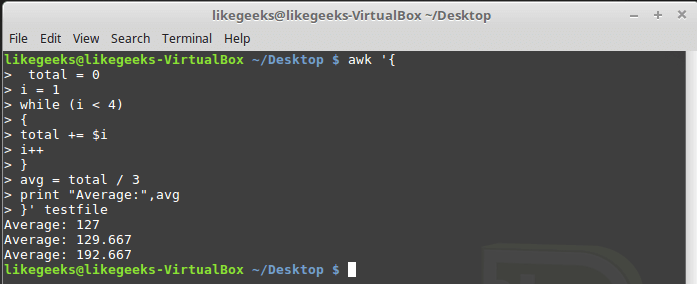 likegeeks@likegeeks-VirtualBox ~/Desktop
File Edit View Search Terminal Help
likegeeks@likegeeks-VirtualBox ~/Desktop $ awk '{
>  total = 0
> i = 1
> while (i < 4)
> {
> total += $i
> i++
> }
> avg = total / 3
> print "Average:",avg
> }' testfile
Average: 127
Average: 129.667
Average: 192.667
likegeeks@likegeeks-VirtualBox ~/Desktop $